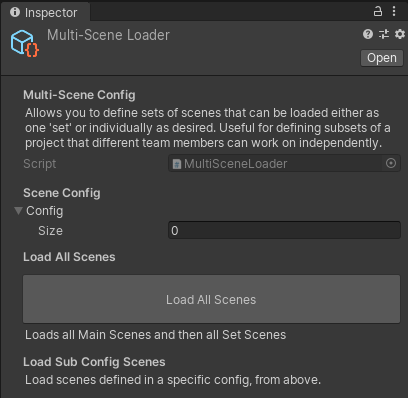 Inspector
Multi-Scene Loader
Open
Multi-Scene Config
Allows you to define sets of scenes that can be loaded either as
one 'set' or individually as desired. Useful for defining subsets of a
project that different team members can work on independently.
Script MultiSceneLoader
Scene Config
Config
Size 0
Load All Scenes
Load All Scenes
Loads all Main Scenes and then all Set Scenes
Load Sub Config Scenes
Load scenes defined in a specific config, from above.